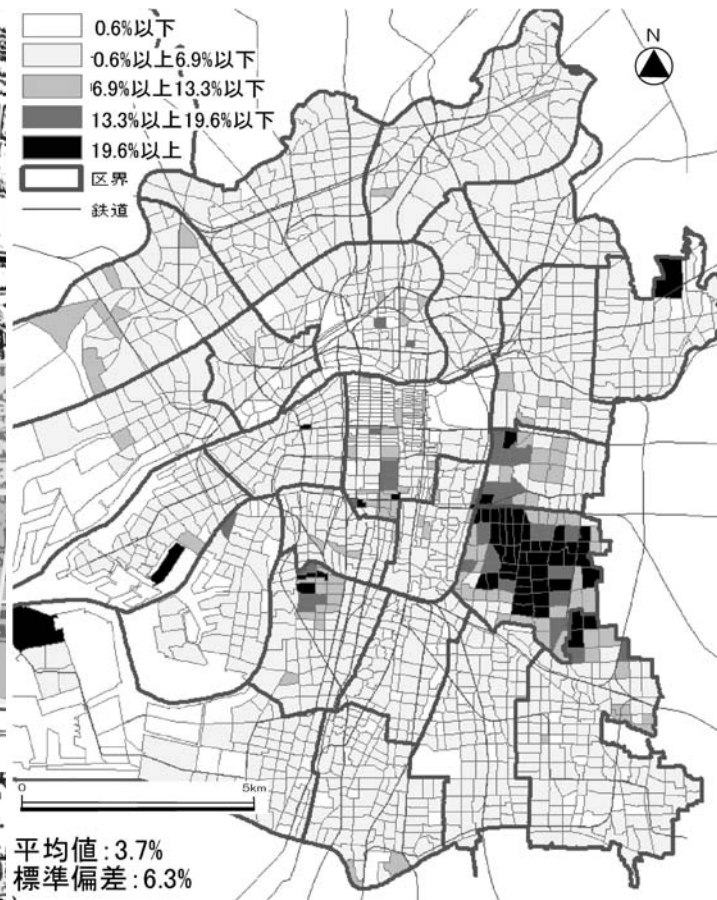 0.6%以下
0.6%以上6.9%以下
6.9%以上13.3%以下
13.3%以上19.6%以下
19.6%以上
区界
鉄道
N
0 5km
平均値:3.7%
標準偏差:6.3%